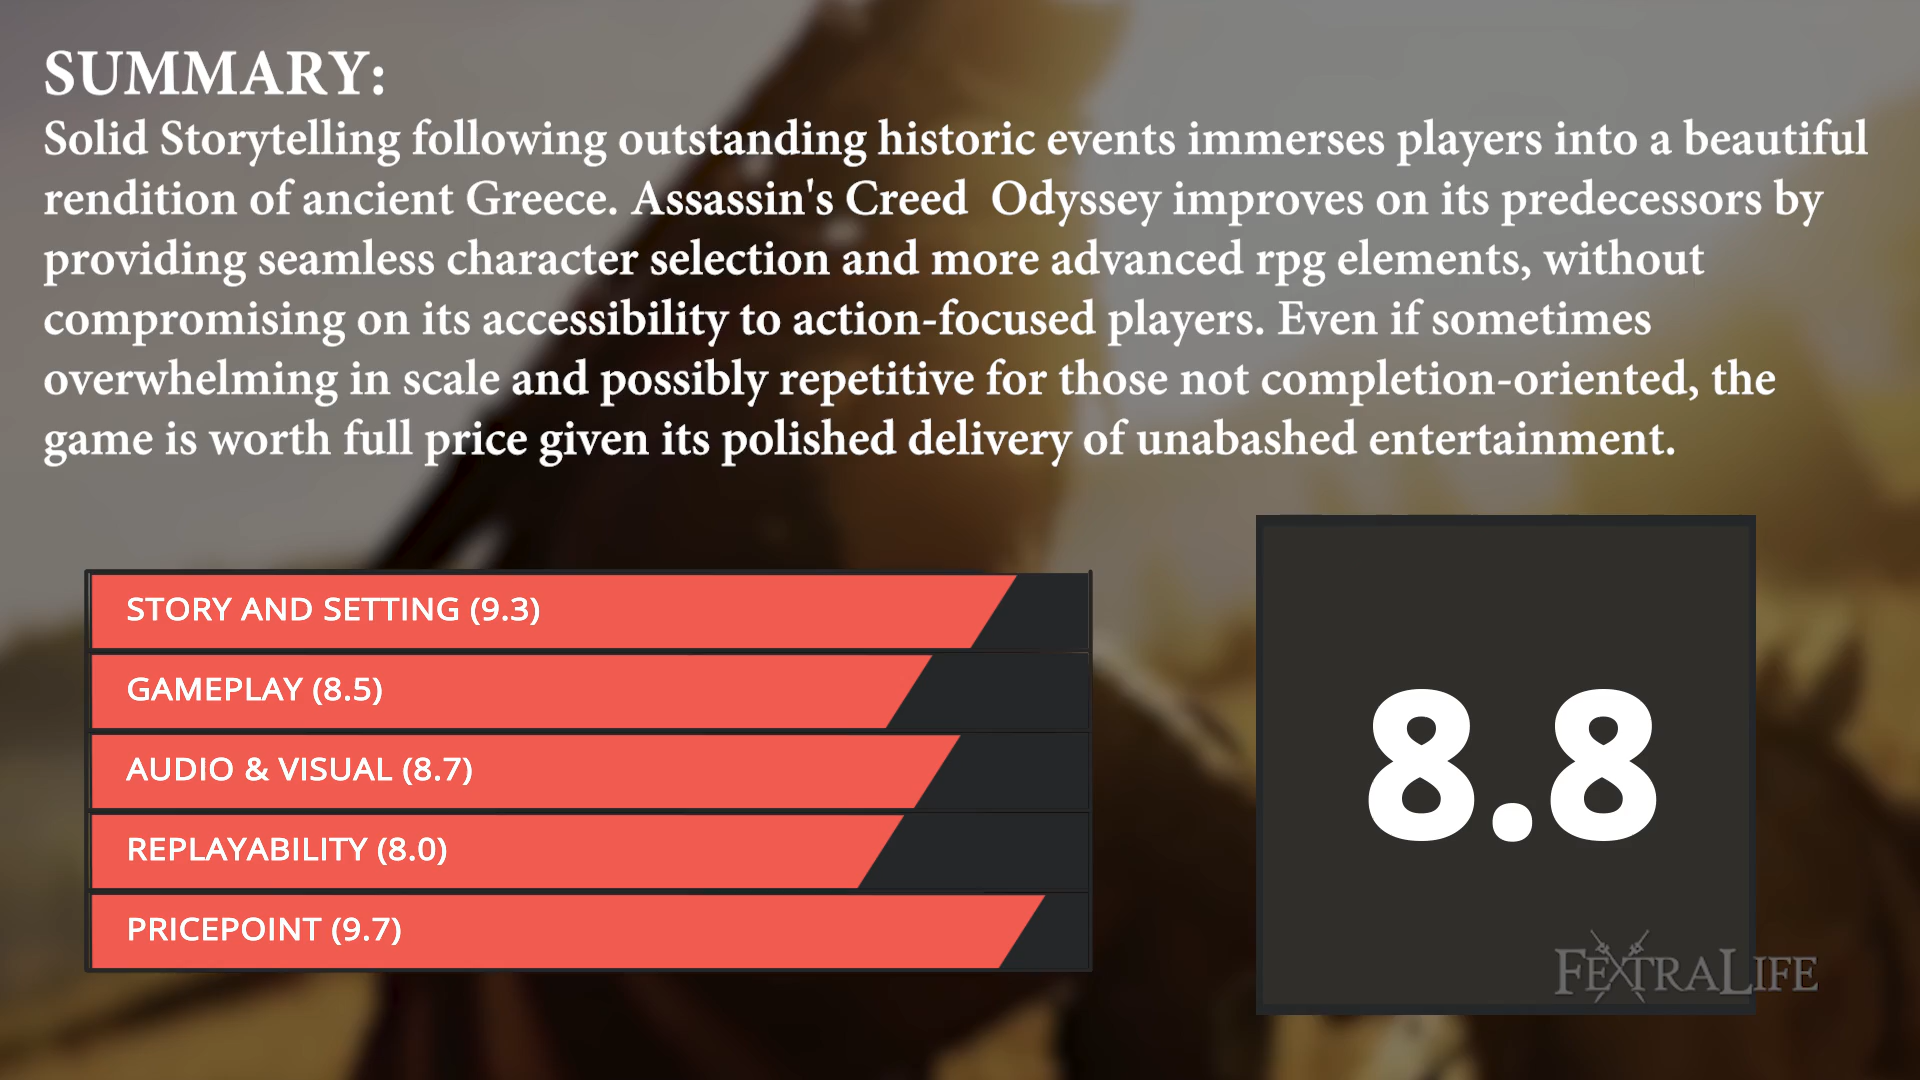 SUMMARY:
Solid Storytelling following outstanding historic events immerses players into a beautiful
rendition of ancient Greece. Assassin's Creed  Odyssey improves on its predecessors by
providing seamless character selection and more advanced rpg elements, without
compromising on its accessibility to action-focused players. Even if sometimes
overwhelming in scale and possibly repetitive for those not completion-oriented, the
game is worth full price given its polished delivery of unabashed entertainment.
STORY AND SETTING (9.3)
GAMEPLAY (8.5)
AUDIO & VISUAL (8.7)
REPLAYABILITY (8.0)
PRICEPOINT (9.7)
8.8
FEXTRALIFE